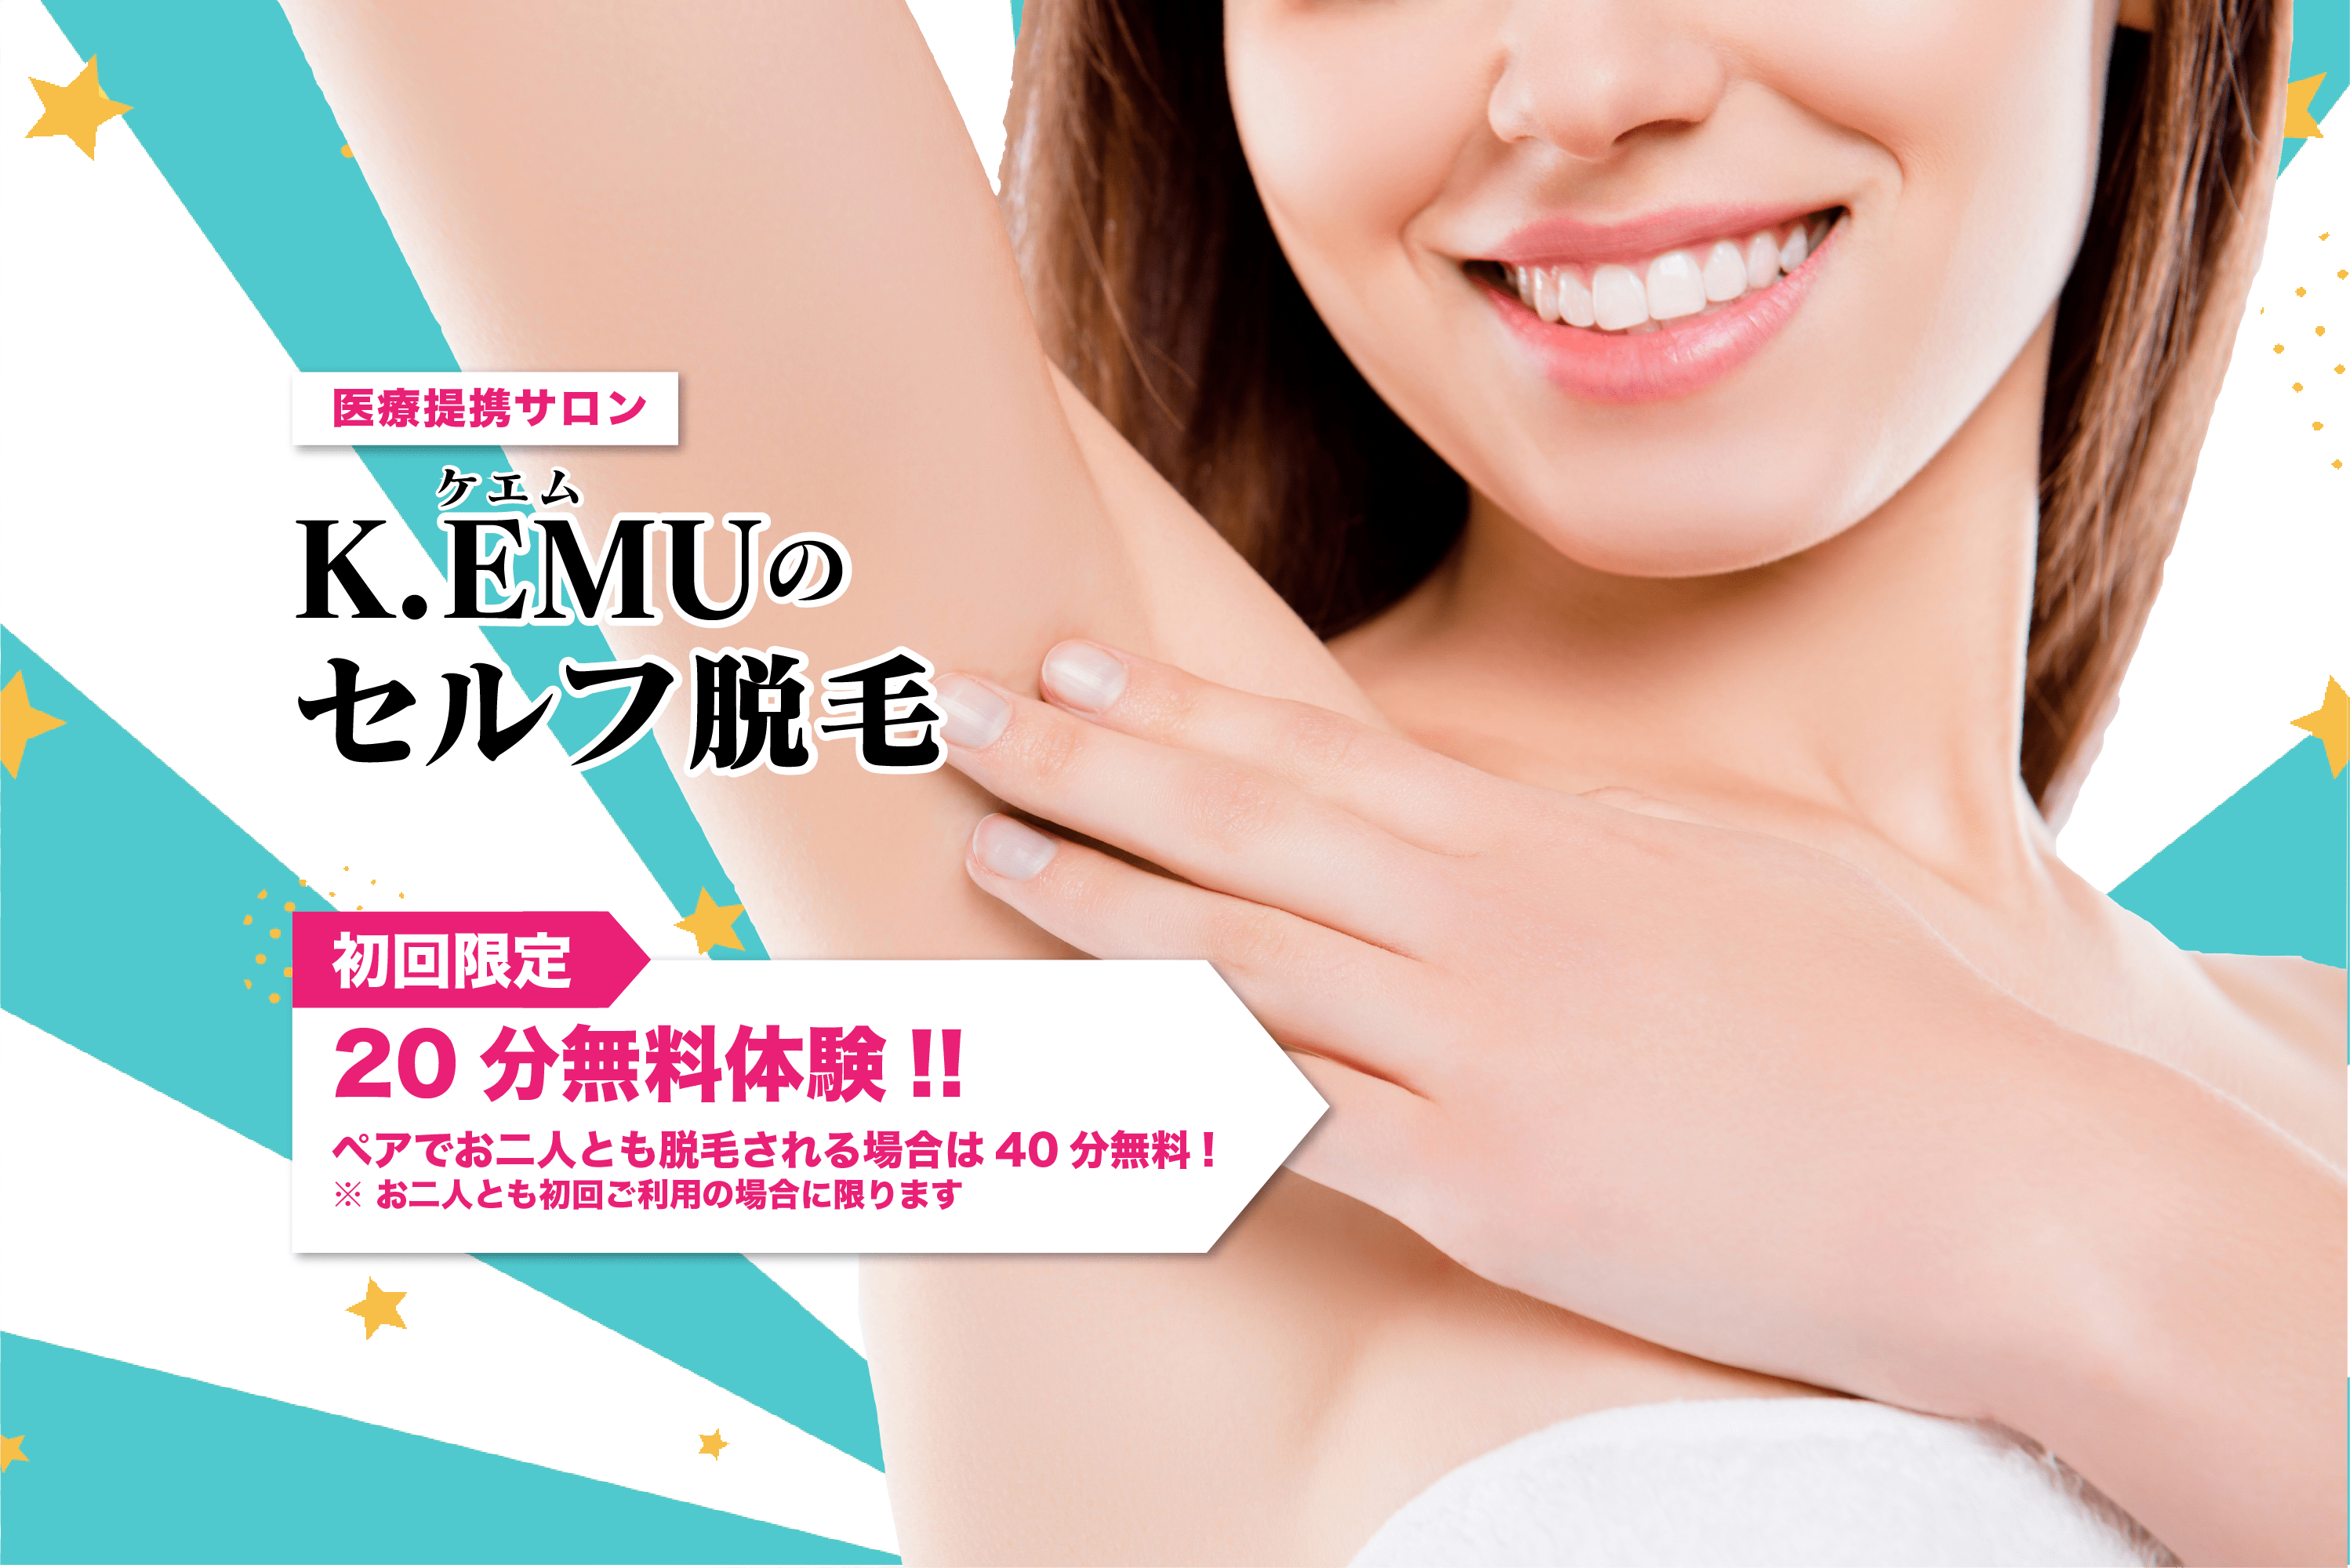 医療提携サロン
ケエム
K.EMUの
セルフ脱毛
初回限定
20分無料体験!!
ペアでお二人とも脱毛される場合は40分無料!
※ お二人とも初回ご利用の場合に限ります